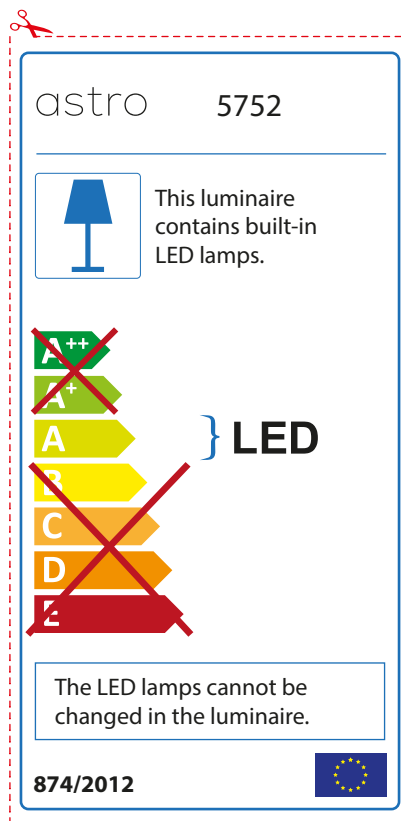 astro 5752
This luminaire
contains built-in
LED lamps.
A++
A+
A
B
C
D
E
} LED
The LED lamps cannot be
changed in the luminaire.
874/2012